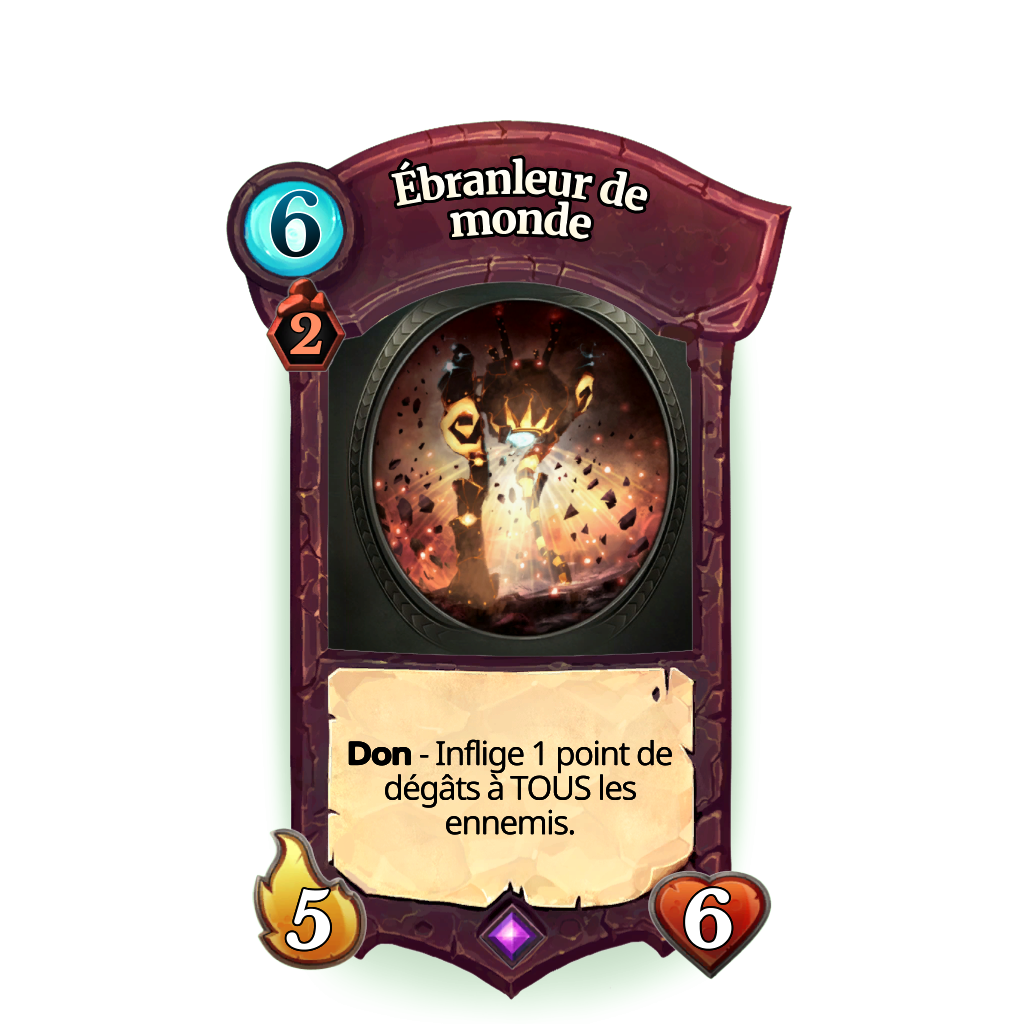 Ébranleur de
monde
6
2
Don - Inflige 1 point de
dégâts à TOUS les
ennemis.
5
6